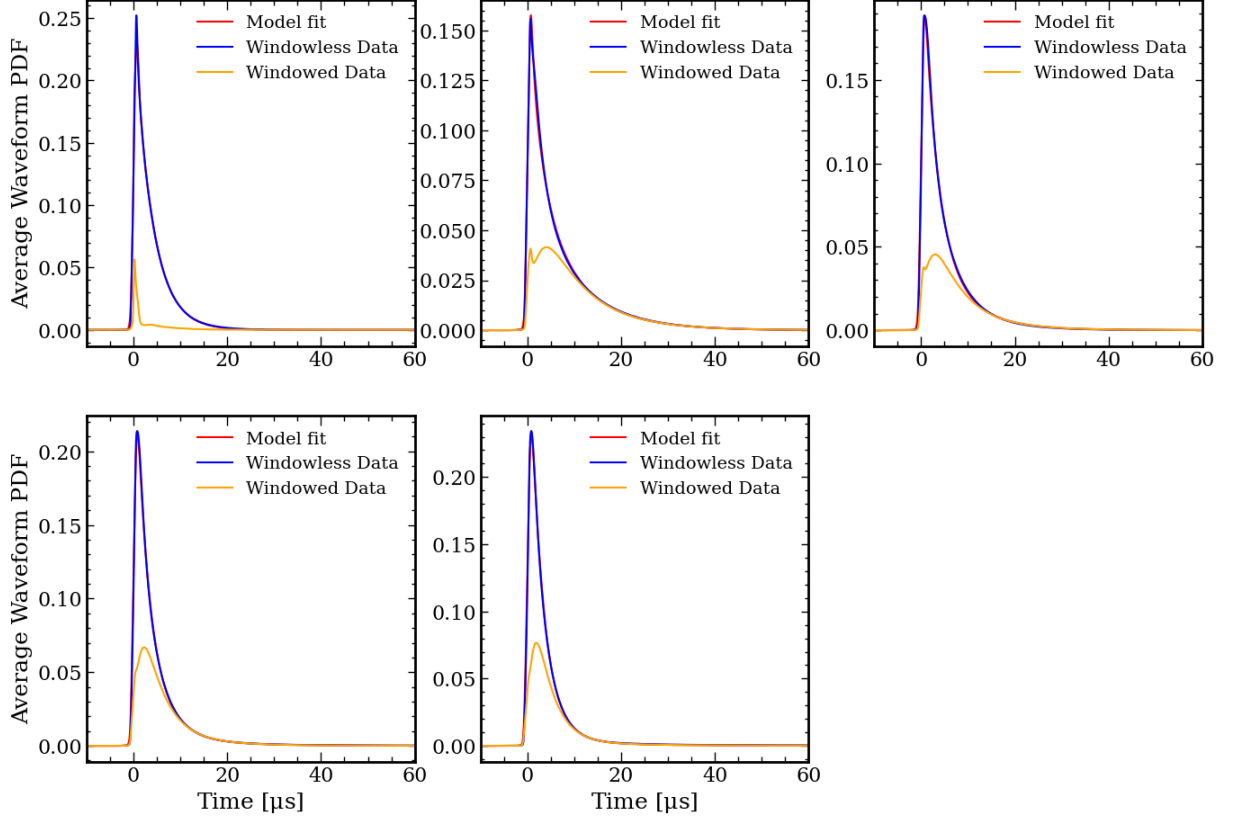 Average Waveform PDF
0.25
0.20
0.15
0.10
0.05
0.00
0
20
40
60
Model fit
Windowless Data
Windowed Data
0.150
0.125
0.100
0.075
0.050
0.025
0.000
0
20
40
60
Model fit
Windowless Data
Windowed Data
0.15
0.10
0.05
0.00
0
20
40
60
Model fit
Windowless Data
Windowed Data
Average Waveform PDF
0.20
0.15
0.10
0.05
0.00
0
20
40
60
Time [µs]
Model fit
Windowless Data
Windowed Data
0.20
0.15
0.10
0.05
0.00
0
20
40
60
Time [µs]
Model fit
Windowless Data
Windowed Data